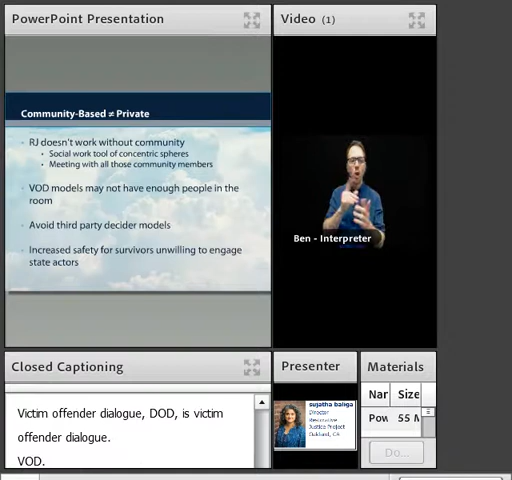 PowerPoint Presentation
Video (1)
Community-Based ≠ Private
RJ doesn't work without community
Social work tool of concentric spheres
Meeting with all those community members
VOD models may not have enough people in the
room
Avoid third party decider models
Increased safety for survivors unwilling to engage
state actors
Ben - Interpreter
Closed Captioning
Victim offender dialogue, DOD, is victim
offender dialogue.
VOD.
Presenter
sujatha baliga
Director
Restorative
Justice Project
Oakland, CA
Materials
Nar Size
Pow 55 M
Do...